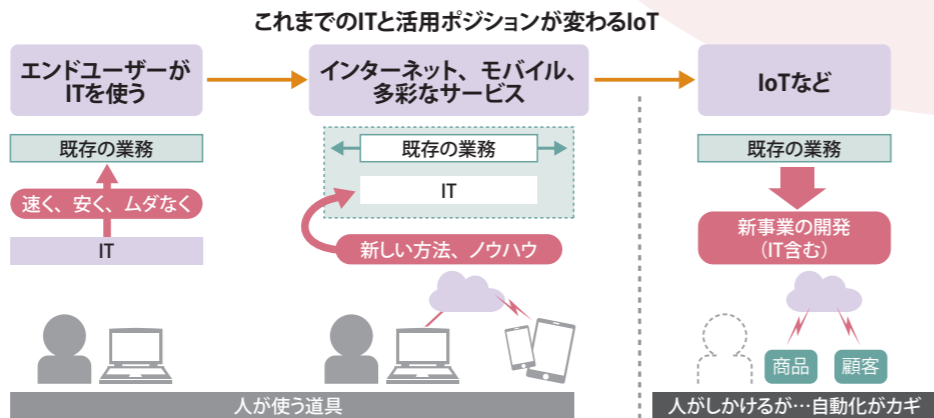 これまでのITと活用ポジションが変わるIoT
エンドユーザーが
ITを使う
インターネット、モバイル、
多彩なサービス
IoTなど
既存の業務
速く、安く、ムダなく
IT
既存の業務
IT
新しい方法、ノウハウ
既存の業務
新事業の開発
（IT含む）
商品
顧客
人が使う道具
人がしかけるが…自動化がカギ